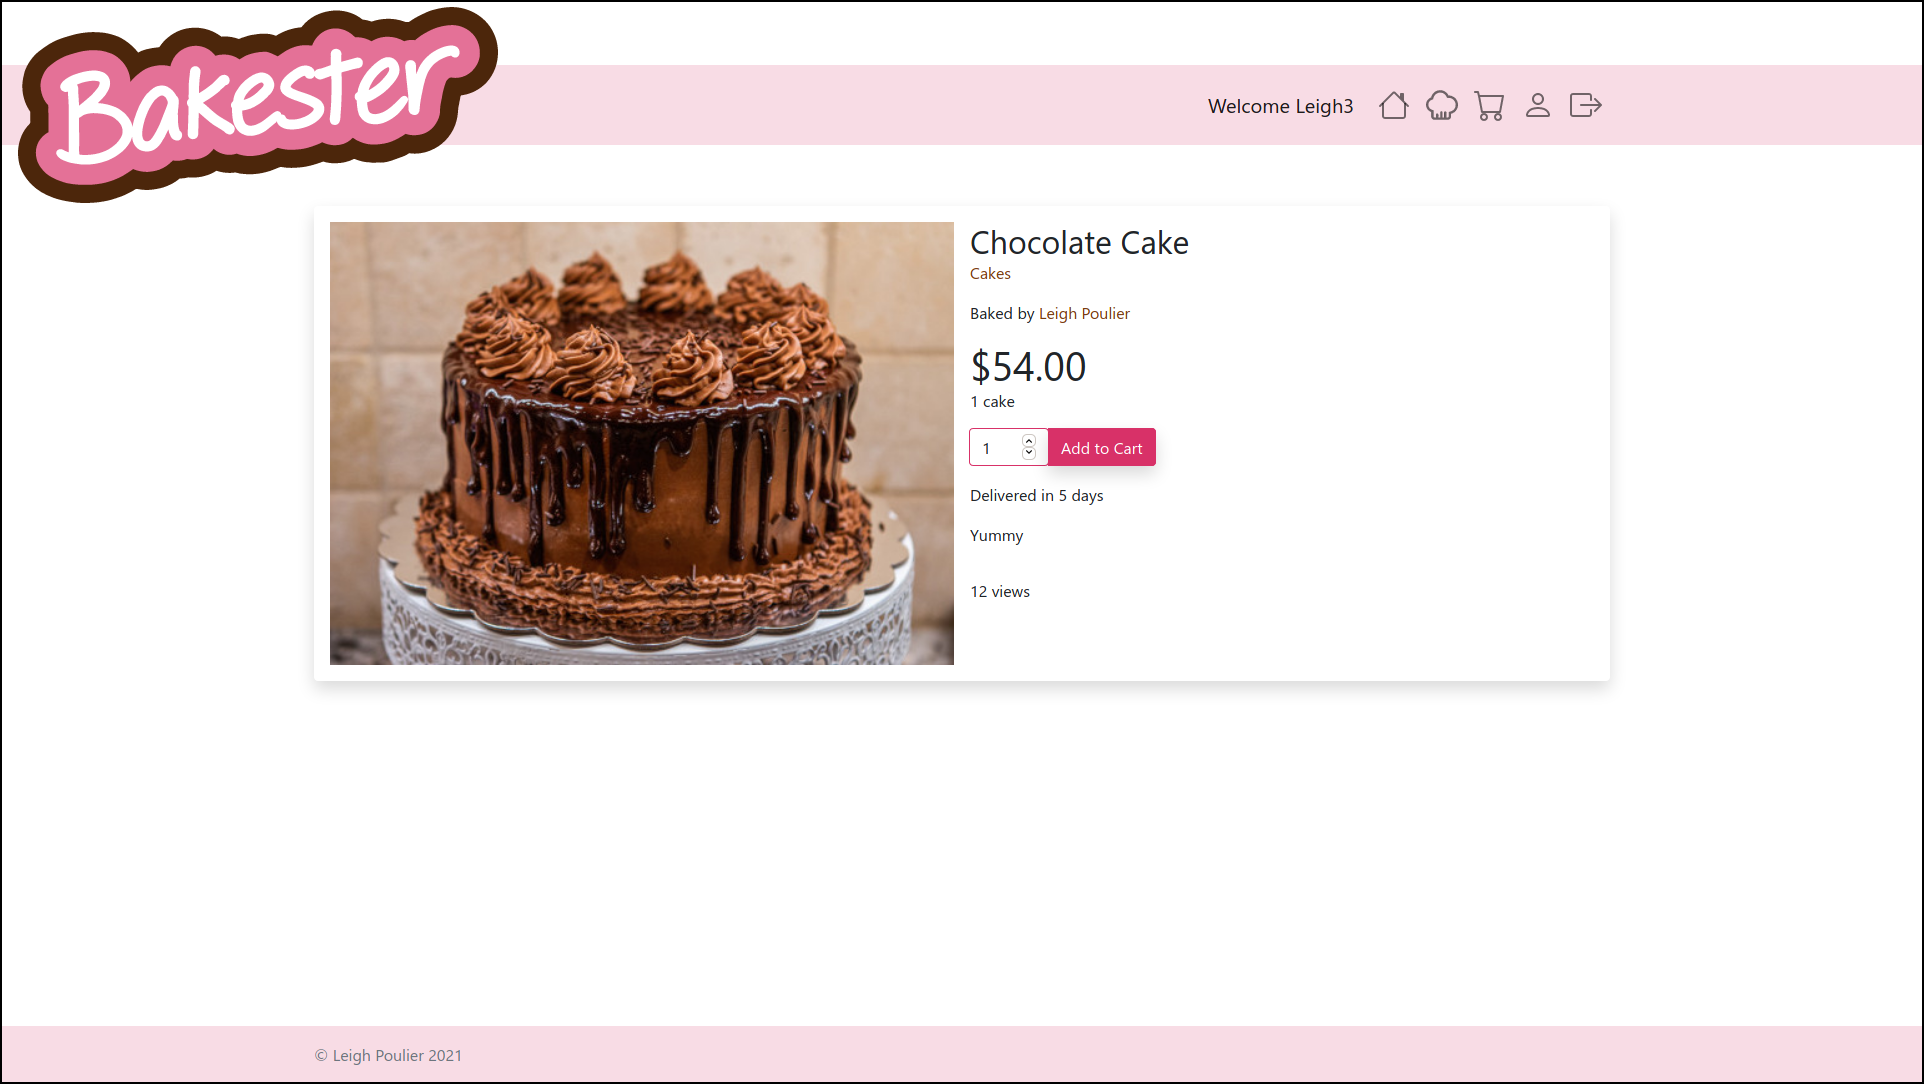 Bakester
Welcome Leigh3
Chocolate Cake
Cakes
Baked by Leigh Poulier
$54.00
1 cake
1
Add to Cart
Delivered in 5 days
Yummy
12 views
© Leigh Poulier 2021